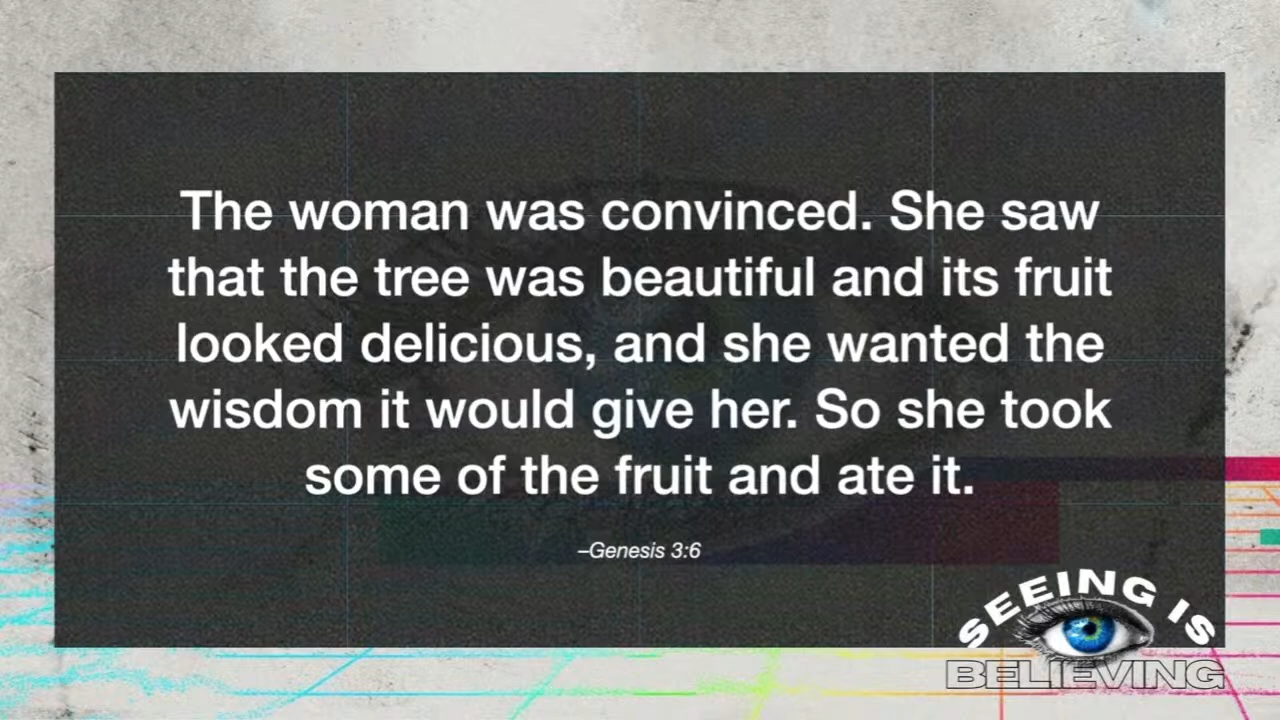 The woman was convinced. She saw
that the tree was beautiful and its fruit
looked delicious, and she wanted the
wisdom it would give her. So she took
some of the fruit and ate it.
–Genesis 3:6
SEEING IS
BELIEVING